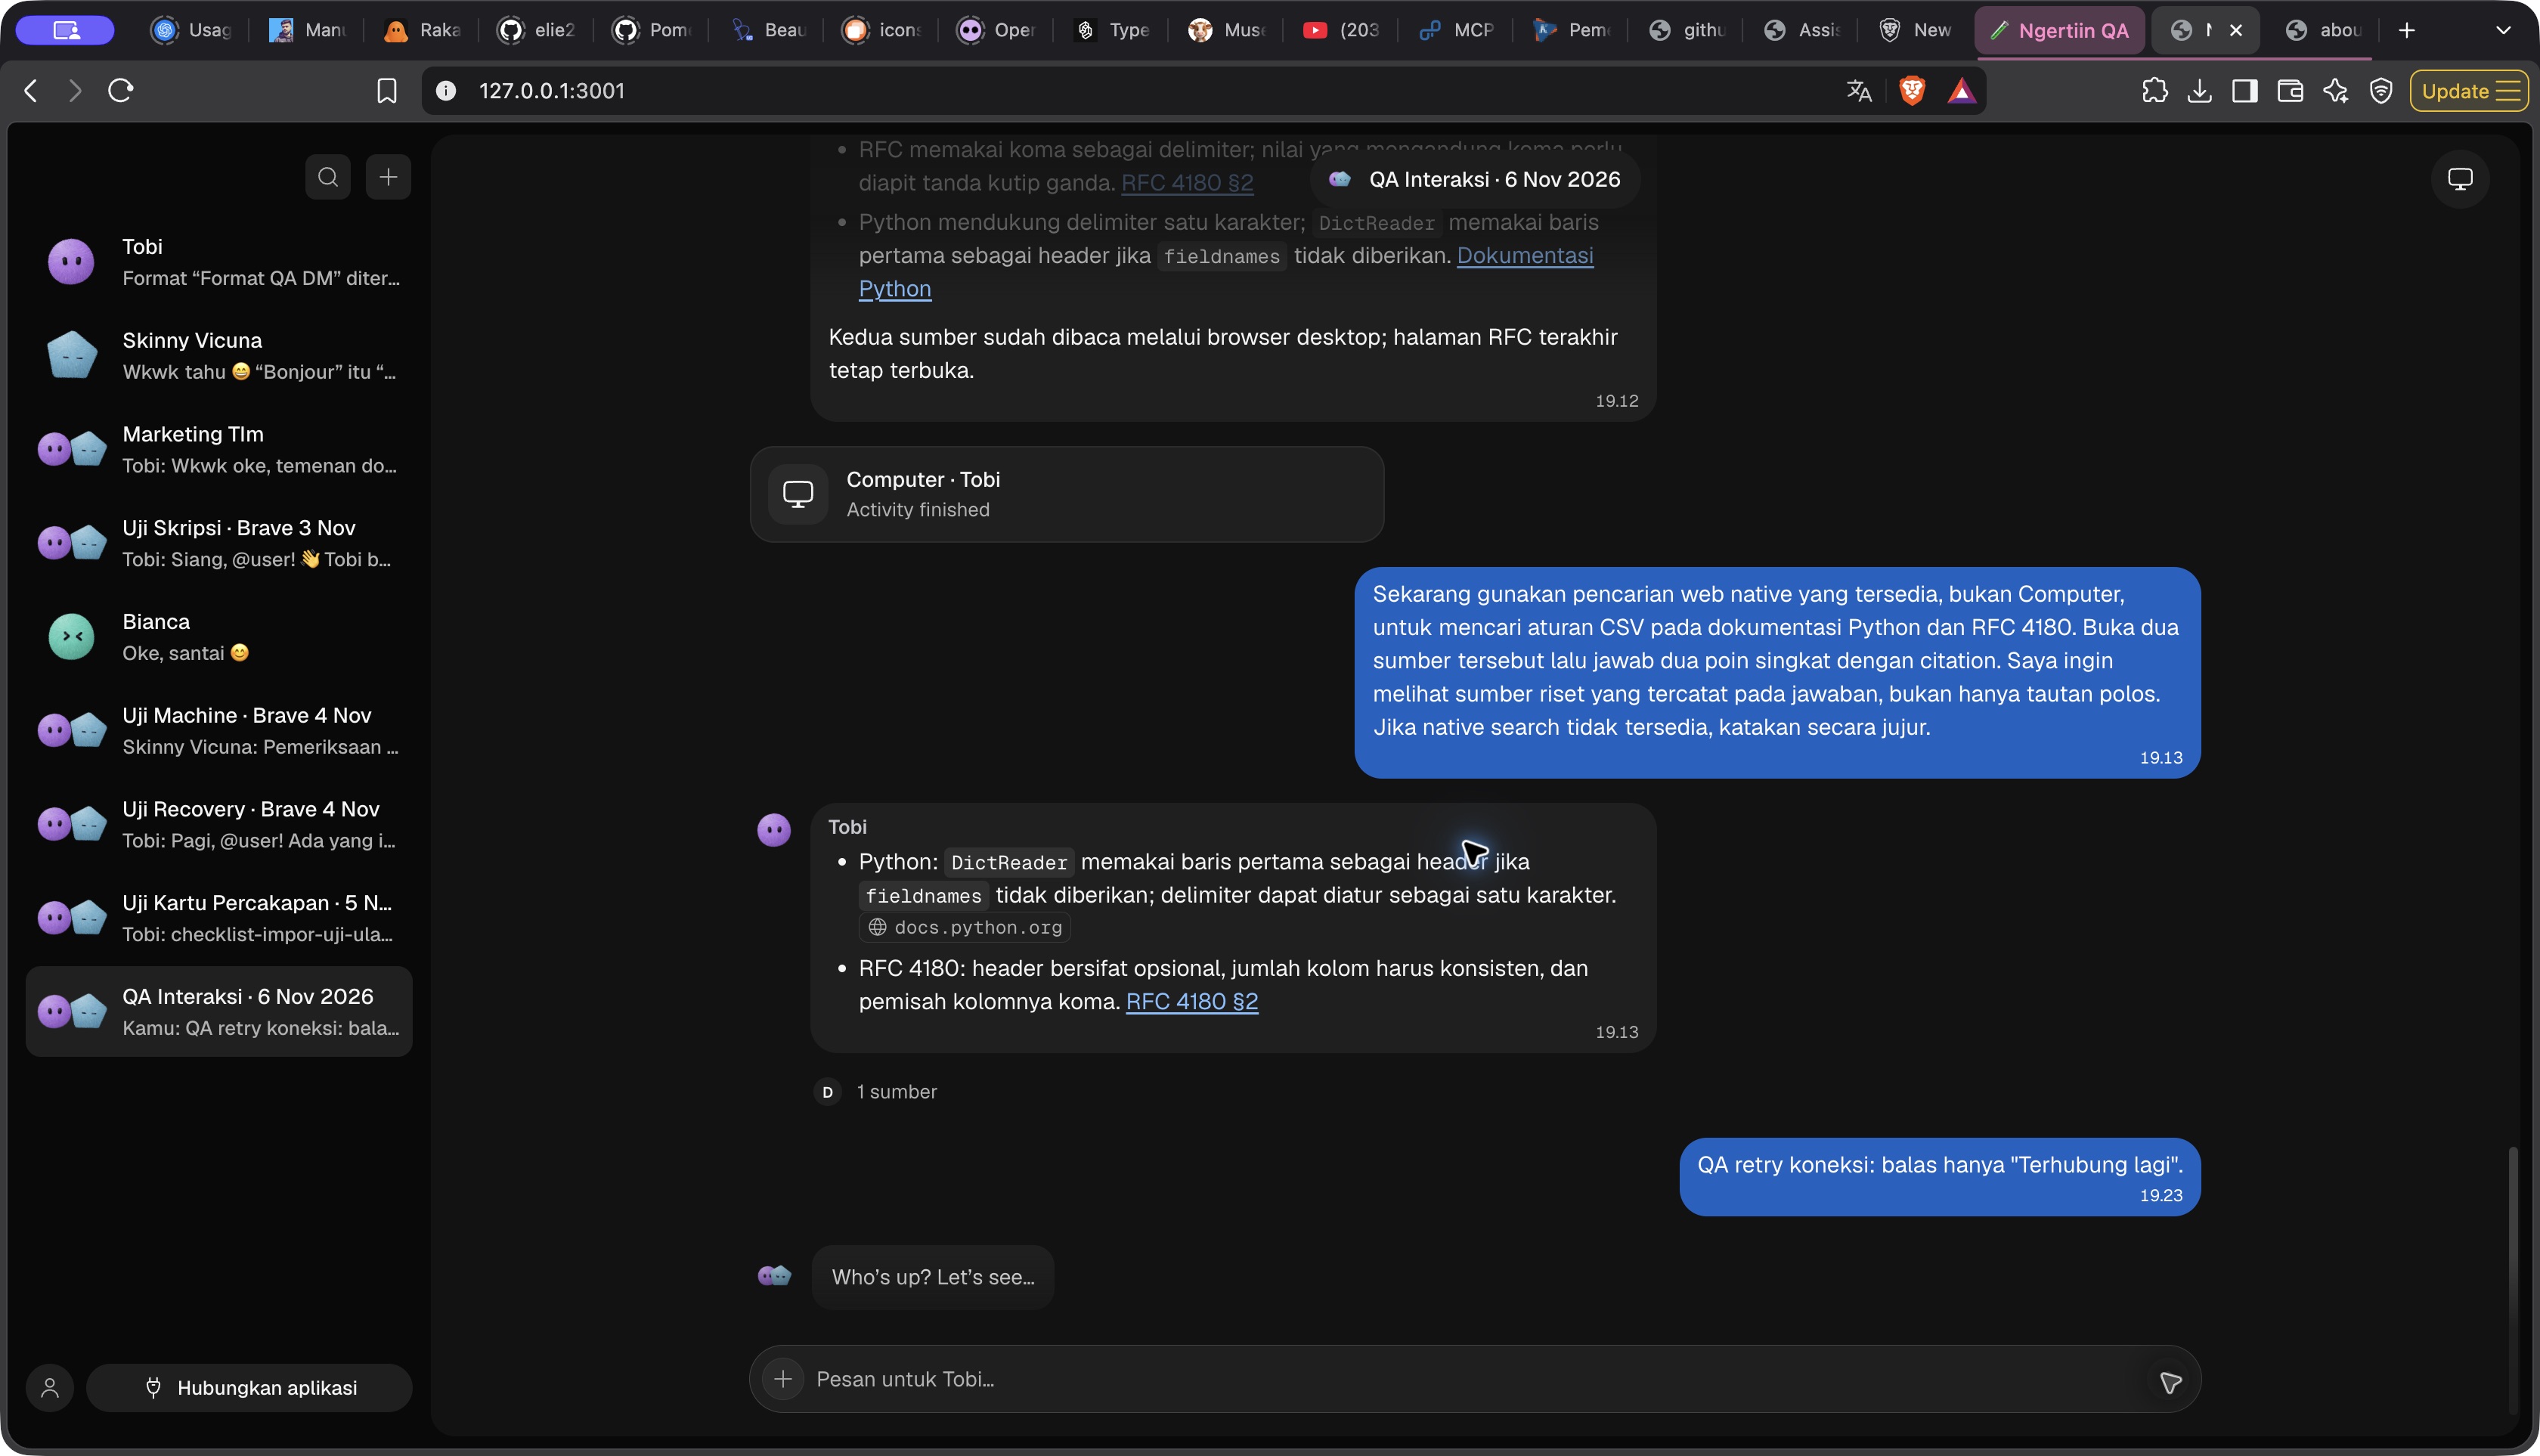 Usag
Manu
Raka
elie2
Pom
Beau
icons
Oper
Type
Muse
(203
MCP
Peme
githu
Assis
New
Ngertiin QA
abou
127.0.0.1:3001
Update
Tobi
Format “Format QA DM” diter...
Skinny Vicuna
Wkwk tahu 😄 “Bonjour” itu “...
Marketing TIm
Tobi: Wkwk oke, temenan do...
Uji Skripsi · Brave 3 Nov
Tobi: Siang, @user! 👋 Tobi b...
Bianca
Oke, santai 😊
Uji Machine · Brave 4 Nov
Skinny Vicuna: Pemeriksaan ...
Uji Recovery · Brave 4 Nov
Tobi: Pagi, @user! Ada yang i...
Uji Kartu Percakapan · 5 N...
Tobi: checklist-impor-uji-ula...
QA Interaksi · 6 Nov 2026
Kamu: QA retry koneksi: bala...
Hubungkan aplikasi
QA Interaksi · 6 Nov 2026
RFC memakai koma sebagai delimiter; nilai yang mengandung koma perlu
diapit tanda kutip ganda. RFC 4180 §2
Python mendukung delimiter satu karakter; DictReader memakai baris
pertama sebagai header jika fieldnames tidak diberikan. Dokumentasi
Python
Kedua sumber sudah dibaca melalui browser desktop; halaman RFC terakhir
tetap terbuka.
19.12
Computer · Tobi
Activity finished
Sekarang gunakan pencarian web native yang tersedia, bukan Computer,
untuk mencari aturan CSV pada dokumentasi Python dan RFC 4180. Buka dua
sumber tersebut lalu jawab dua poin singkat dengan citation. Saya ingin
melihat sumber riset yang tercatat pada jawaban, bukan hanya tautan polos.
Jika native search tidak tersedia, katakan secara jujur.
19.13
Tobi
Python: DictReader memakai baris pertama sebagai header jika
fieldnames tidak diberikan; delimiter dapat diatur sebagai satu karakter.
docs.python.org
RFC 4180: header bersifat opsional, jumlah kolom harus konsisten, dan
pemisah kolomnya koma. RFC 4180 §2
19.13
D 1 sumber
QA retry koneksi: balas hanya "Terhubung lagi".
19.23
Who’s up? Let’s see...
Pesan untuk Tobi...